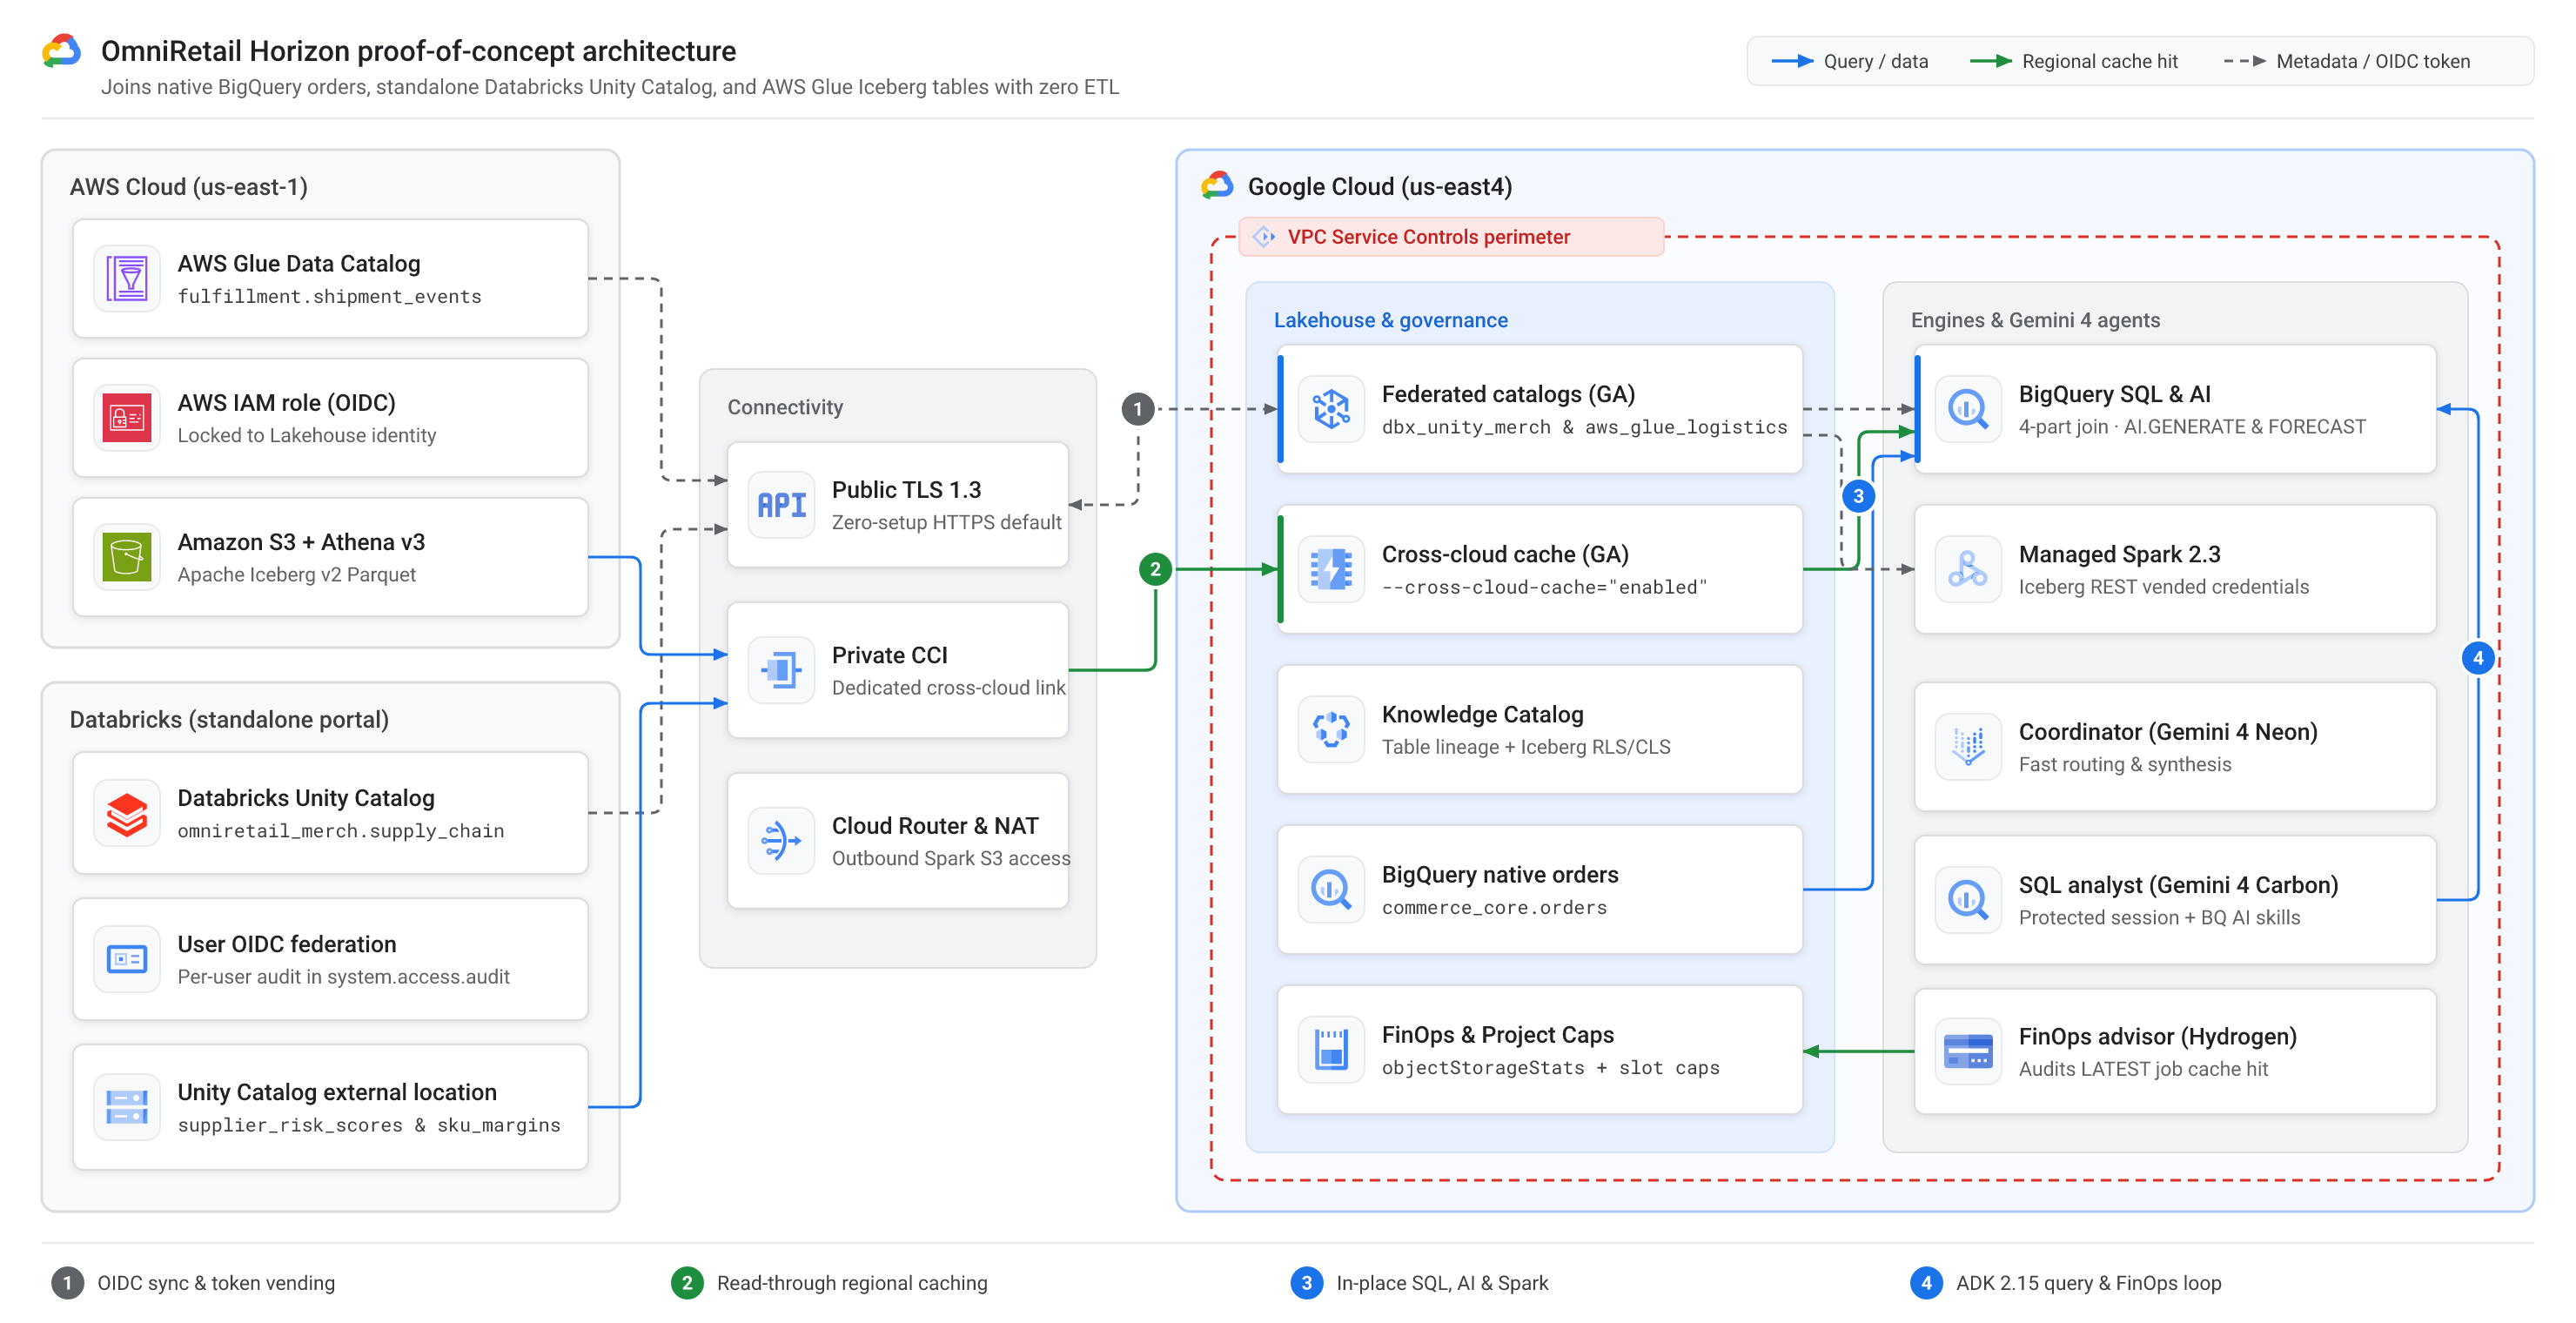 OmniRetail Horizon proof-of-concept architecture
Joins native BigQuery orders, standalone Databricks Unity Catalog, and AWS Glue Iceberg tables with zero ETL
Query / data
Regional cache hit
Metadata / OIDC token
AWS Cloud (us-east-1)
AWS Glue Data Catalog
fulfillment.shipment_events
AWS IAM role (OIDC)
Locked to Lakehouse identity
Amazon S3 + Athena v3
Apache Iceberg v2 Parquet
Databricks (standalone portal)
Databricks Unity Catalog
omniretail_merch.supply_chain
User OIDC federation
Per-user audit in system.access.audit
Unity Catalog external location
supplier_risk_scores & sku_margins
Connectivity
API
Public TLS 1.3
Zero-setup HTTPS default
Private CCI
Dedicated cross-cloud link
Cloud Router & NAT
Outbound Spark S3 access
1
2
Google Cloud (us-east4)
VPC Service Controls perimeter
Lakehouse & governance
Federated catalogs (GA)
dbx_unity_merch & aws_glue_logistics
Cross-cloud cache (GA)
--cross-cloud-cache="enabled"
Knowledge Catalog
Table lineage + Iceberg RLS/CLS
BigQuery native orders
commerce_core.orders
FinOps & Project Caps
objectStorageStats + slot caps
3
Engines & Gemini 4 agents
BigQuery SQL & AI
4-part join · AI.GENERATE & FORECAST
Managed Spark 2.3
Iceberg REST vended credentials
Coordinator (Gemini 4 Neon)
Fast routing & synthesis
SQL analyst (Gemini 4 Carbon)
Protected session + BQ AI skills
FinOps advisor (Hydrogen)
Audits LATEST job cache hit
4
1 OIDC sync & token vending
2 Read-through regional caching
3 In-place SQL, AI & Spark
4 ADK 2.15 query & FinOps loop